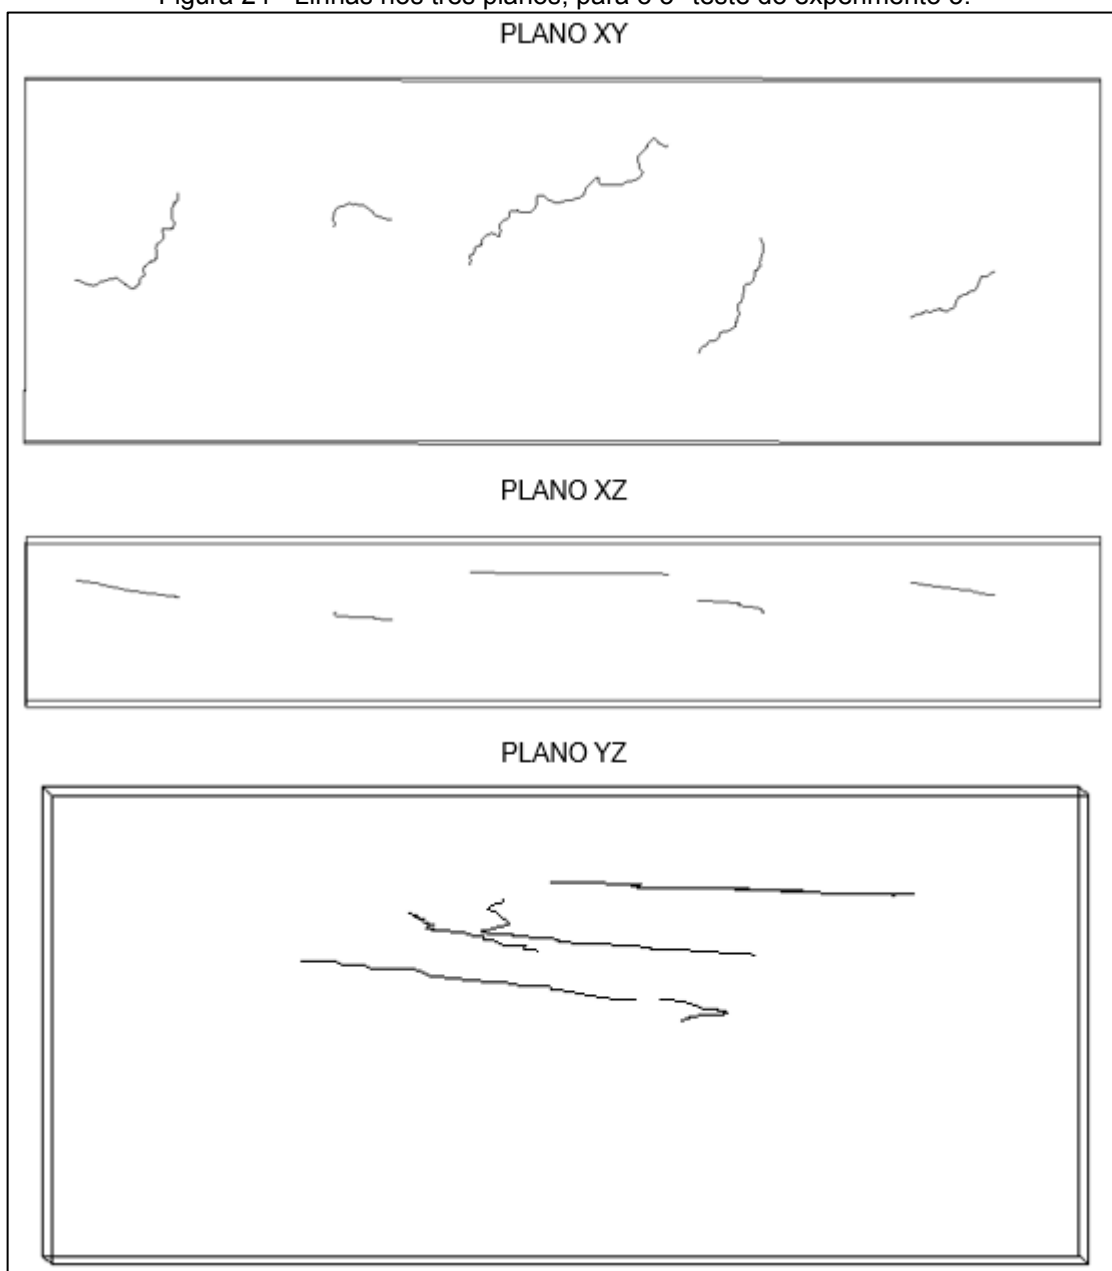 Figura 21 - Linhas nos três planos, para o 3º teste do experimento 3.
PLANO XY
PLANO XZ
PLANO YZ